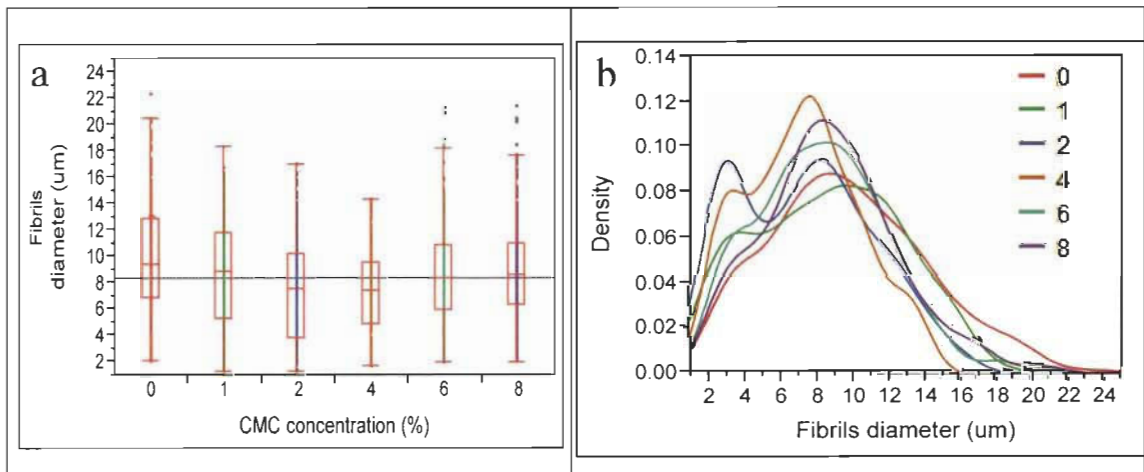 a
24
22
20
18
16
14
12
10
8
6
4
2
Fibrils
diameter (um)
0 1 2 4 6 8
CMC concentration (%)
b
0.14
0.12
0.10
0.08
0.06
0.04
0.02
0.00
Density
0
1
2
4
6
8
2 4 6 8 10 12 14 16 18 20 22 24
Fibrils diameter (um)